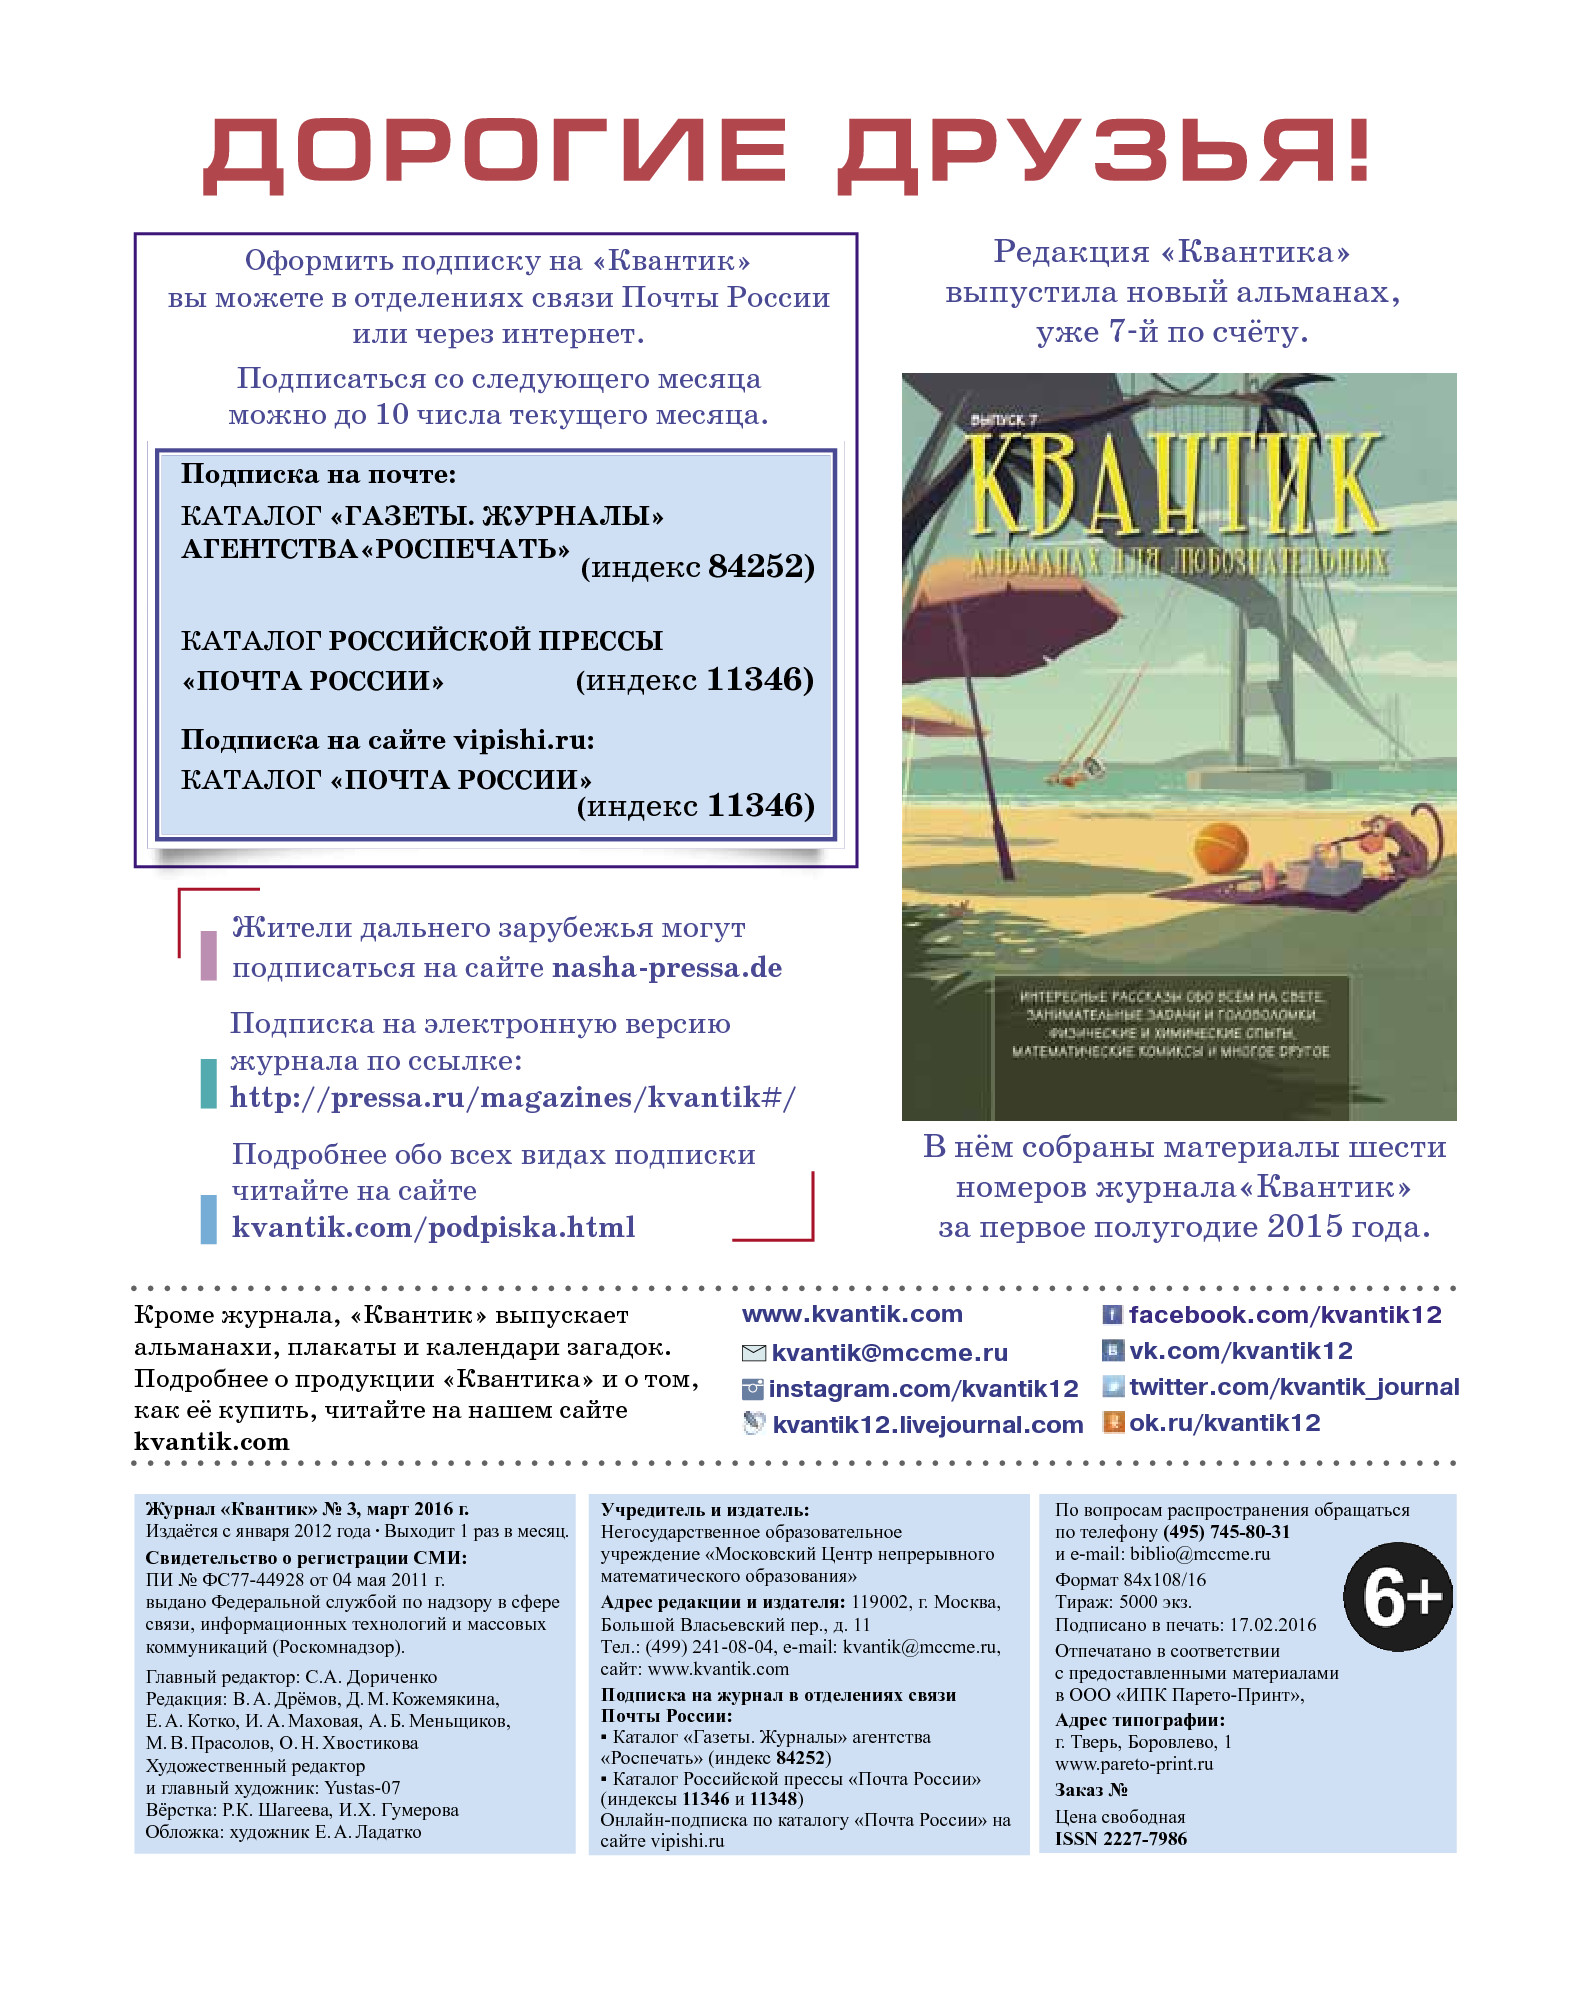 ДОРОГИЕ ДРУЗЬЯ!
Оформить подписку на «Квантик»
вы можете в отделениях связи Почты России
или через интернет.
Подписаться со следующего месяца
можно до 10 числа текущего месяца.
Подписка на почте:
КАТАЛОГ «ГАЗЕТЫ. ЖУРНАЛЫ»
АГЕНТСТВА«РОСПЕЧАТЬ»
(индекс 84252)
КАТАЛОГ РОССИЙСКОЙ ПРЕССЫ
«ПОЧТА РОССИИ» (индекс 11346)
Подписка на сайте vipishi.ru:
КАТАЛОГ «ПОЧТА РОССИИ»
(индекс 11346)
Жители дальнего зарубежья могут
подписаться на сайте nasha-pressa.de
Подписка на электронную версию
журнала по ссылке:
http://pressa.ru/magazines/kvantik#/
Подробнее обо всех видах подписки
читайте на сайте
kvantik.com/podpiska.html
Редакция «Квантика»
выпустила новый альманах,
уже 7-й по счёту.
ВЫПУСК 7
КВАНТИК
АЛЬМАНАХ ДЛЯ ЛЮБОЗНАТЕЛЬНЫХ
ИНТЕРЕСНЫЕ РАССКАЗЫ ОБО ВСЁМ НА СВЕТЕ,
ЗАНИМАТЕЛЬНЫЕ ЗАДАЧИ И ГОЛОВОЛОМКИ,
ФИЗИЧЕСКИЕ И ХИМИЧЕСКИЕ ОПЫТЫ,
МАТЕМАТИЧЕСКИЕ КОМИКСЫ И МНОГОЕ ДРУГОЕ
В нём собраны материалы шести
номеров журнала«Квантик»
за первое полугодие 2015 года.
Кроме журнала, «Квантик» выпускает
альманахи, плакаты и календари загадок.
Подробнее о продукции «Квантика» и о том,
как её купить, читайте на нашем сайте
kvantik.com
www.kvantik.com
kvantik@mccme.ru
instagram.com/kvantik12
kvantik12.livejournal.com
facebook.com/kvantik12
vk.com/kvantik12
twitter.com/kvantik_journal
ok.ru/kvantik12
Журнал «Квантик» № 3, март 2016 г.
Издаётся с января 2012 года · Выходит 1 раз в месяц.
Свидетельство о регистрации СМИ:
ПИ № ФС77-44928 от 04 мая 2011 г.
выдано Федеральной службой по надзору в сфере
связи, информационных технологий и массовых
коммуникаций (Роскомнадзор).
Главный редактор: С.А. Дориченко
Редакция: В. А. Дрёмов, Д. М. Кожемякина,
Е. А. Котко, И. А. Маховая, А. Б. Меньщиков,
М. В. Прасолов, О. Н. Хвостикова
Художественный редактор
и главный художник: Yustas-07
Вёрстка: Р.К. Шагеева, И.Х. Гумерова
Обложка: художник Е. А. Ладатко
Учредитель и издатель:
Негосударственное образовательное
учреждение «Московский Центр непрерывного
математического образования»
Адрес редакции и издателя: 119002, г. Москва,
Большой Власьевский пер., д. 11
Тел.: (499) 241-08-04, e-mail: kvantik@mccme.ru,
сайт: www.kvantik.com
Подписка на журнал в отделениях связи
Почты России:
▪ Каталог «Газеты. Журналы» агентства
«Роспечать» (индекс 84252)
▪ Каталог Российской прессы «Почта России»
(индексы 11346 и 11348)
Онлайн-подписка по каталогу «Почта России» на
сайте vipishi.ru
По вопросам распространения обращаться
по телефону (495) 745-80-31
и e-mail: biblio@mccme.ru
Формат 84х108/16
Тираж: 5000 экз.
Подписано в печать: 17.02.2016
Отпечатано в соответствии
с предоставленными материалами
в ООО «ИПК Парето-Принт»,
Адрес типографии:
г. Тверь, Боровлево, 1
www.pareto-print.ru
Заказ №
Цена свободная
ISSN 2227-7986
6+